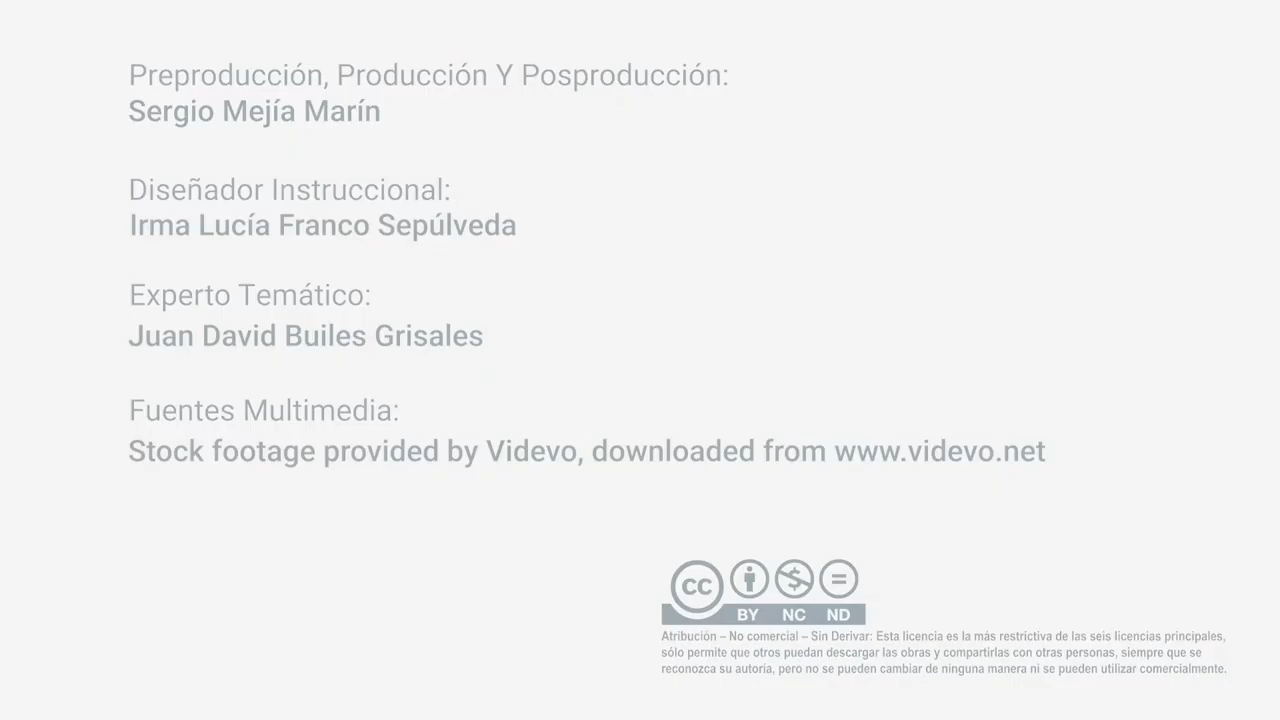 Preproducción, Producción Y Posproducción:
Sergio Mejía Marín
Diseñador Instruccional:
Irma Lucía Franco Sepúlveda
Experto Temático:
Juan David Builes Grisales
Fuentes Multimedia:
Stock footage provided by Videvo, downloaded from www.videvo.net
CC
BY NC ND
Atribución – No comercial – Sin Derivar: Esta licencia es la más restrictiva de las seis licencias principales,
sólo permite que otros puedan descargar las obras y compartirlas con otras personas, siempre que se
reconozca su autoría, pero no se pueden cambiar de ninguna manera ni se pueden utilizar comercialmente.